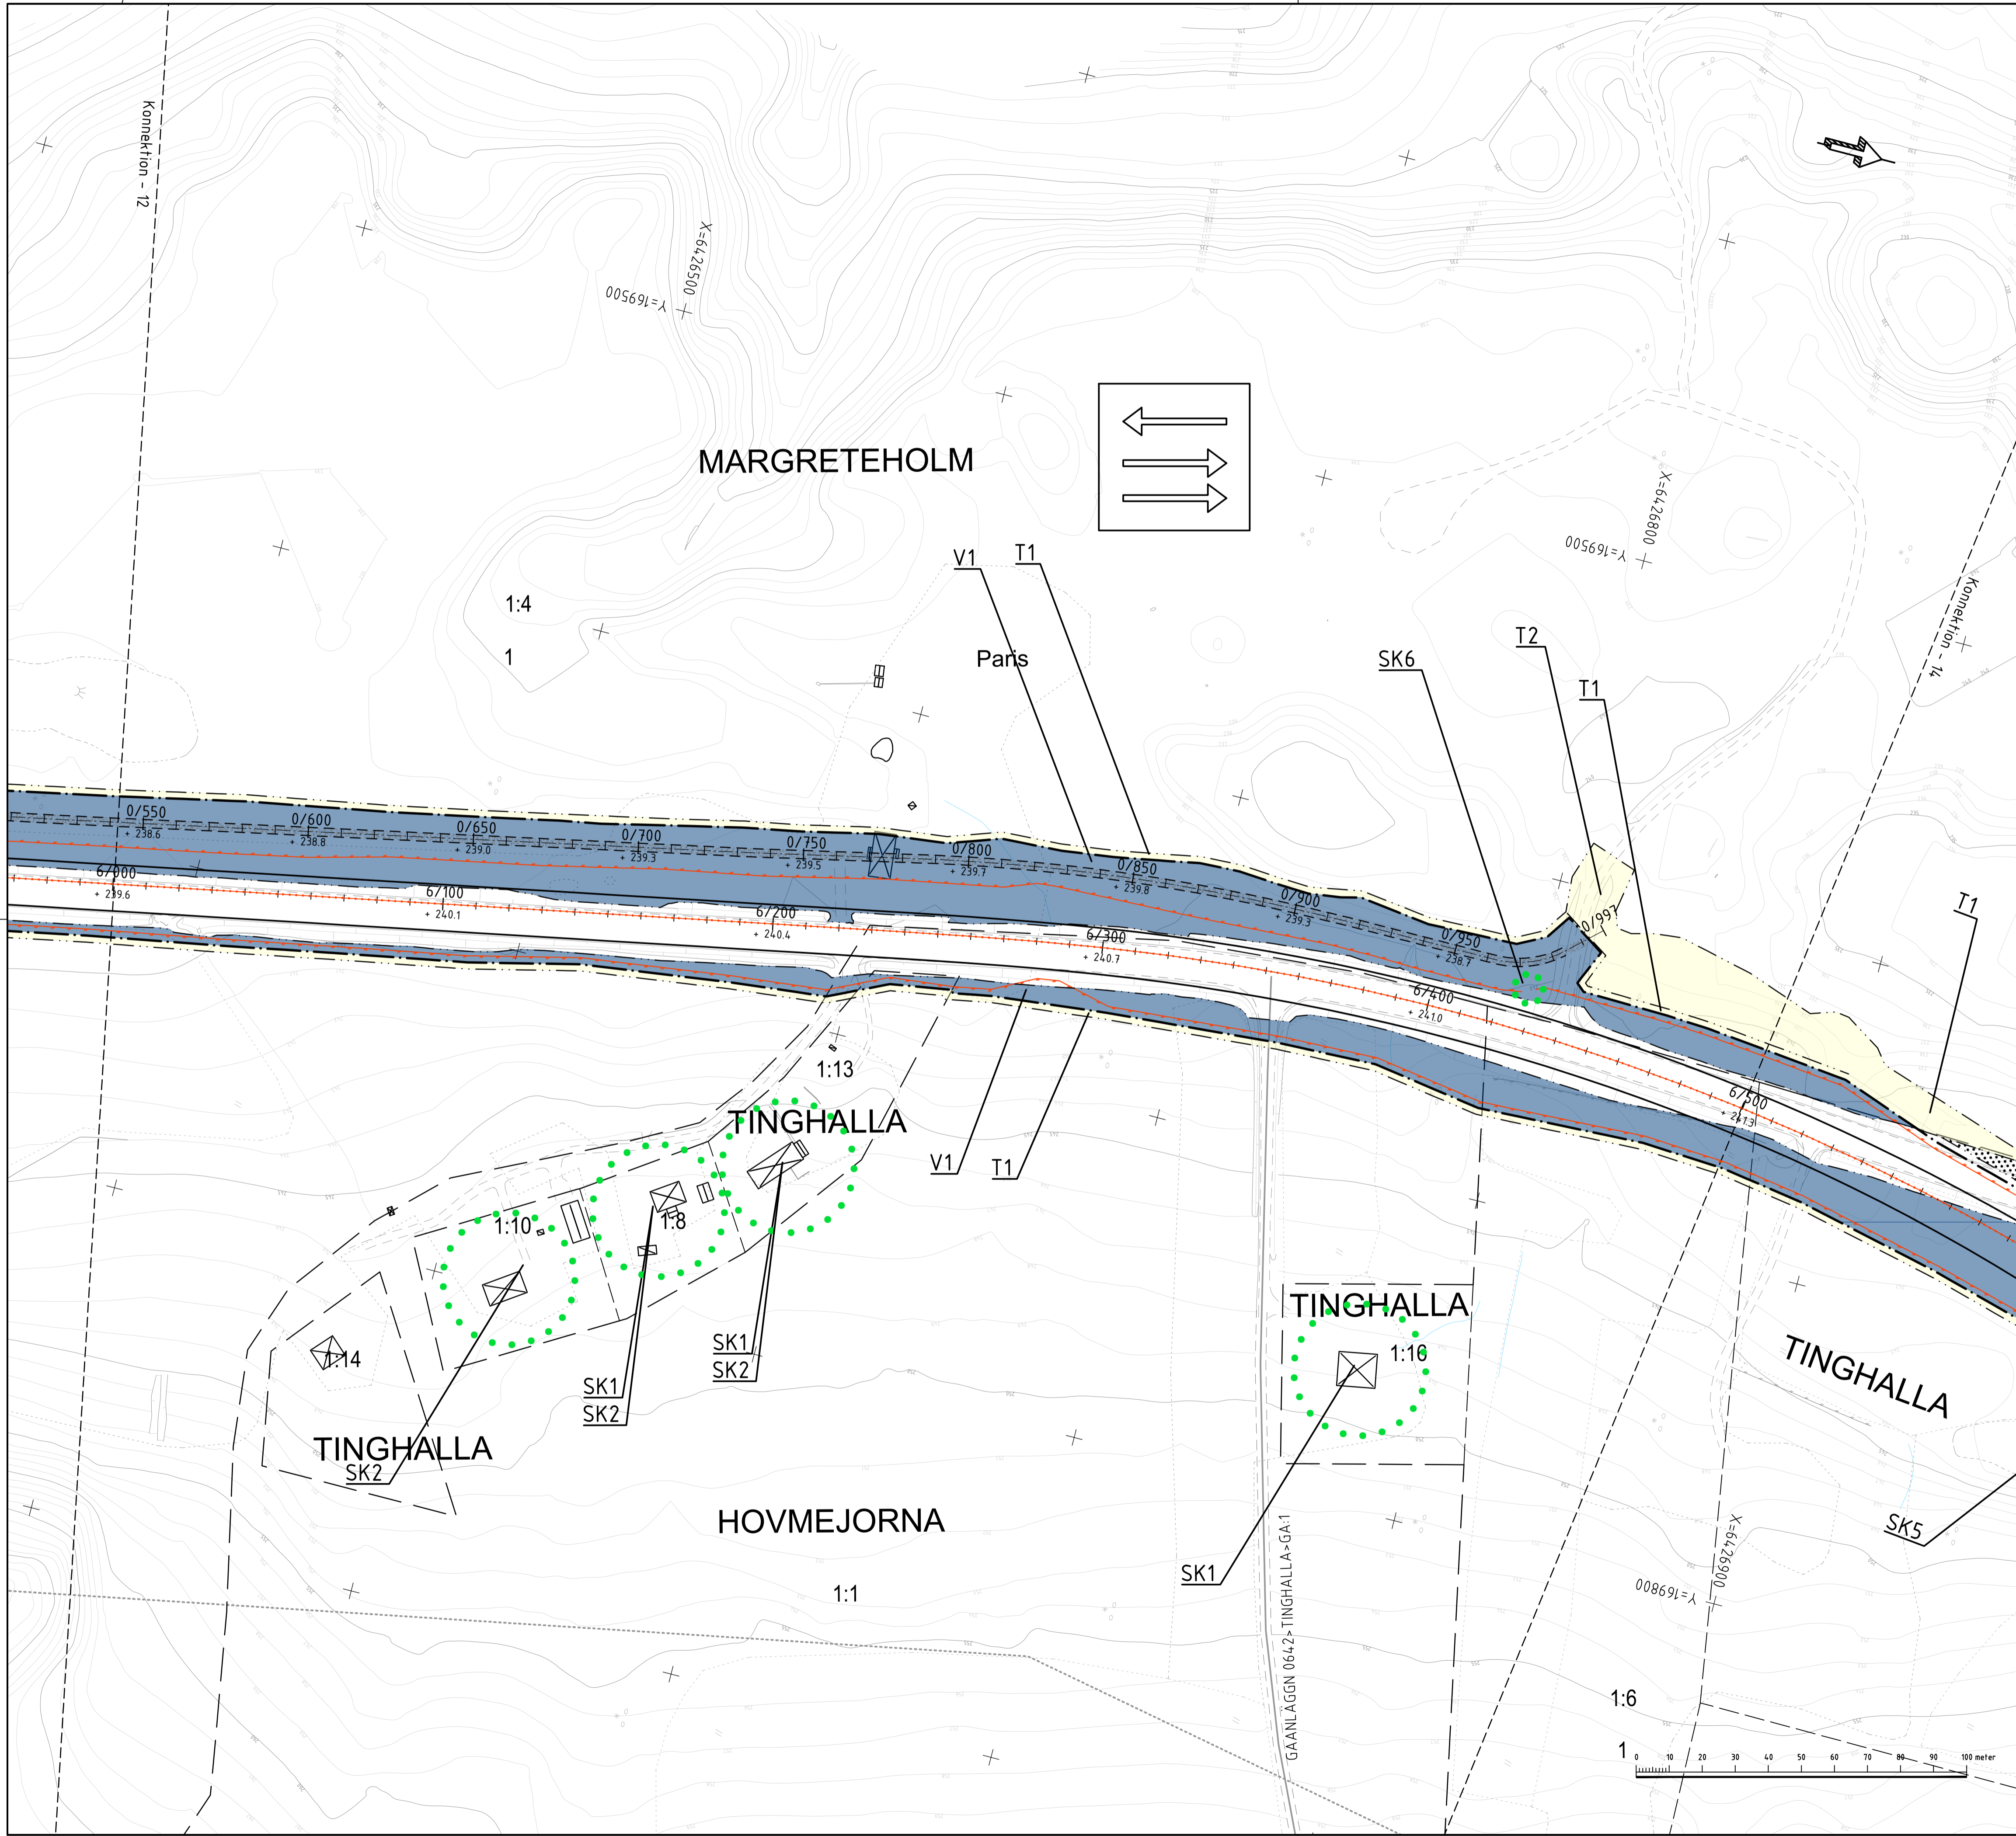 Konnektion - 12
X=6426500
Y=169500
MARGRETEHOLM
X=6426800
Y=169500
V1
T1
1:4
1
Paris
SK6
T2
T1
Konnektion - 14
0/550
+ 238.6
0/600
+ 238.8
0/650
+ 239.0
0/700
+ 239.3
0/750
+ 239.5
0/800
+ 239.7
0/850
+ 239.8
0/900
+ 239.3
0/950
+ 238.7
0/997
T1
6/000
+ 239.6
6/100
+ 240.1
6/200
+ 240.4
6/300
+ 240.7
6/400
+ 241.0
6/500
+ 241.3
1:13
TINGHALLA
V1
T1
1:10
1:8
TINGHALLA
1:16
TINGHALLA
1:14
SK1
SK2
SK1
SK2
TINGHALLA
SK2
HOVMEJORNA
1:1
SK1
GAANLAGGN 0642>TINGHALLA>GA:1
SK5
X=6426900
Y=169800
1:6
1
0 10 20 30 40 50 60 70 80 90 100 meter